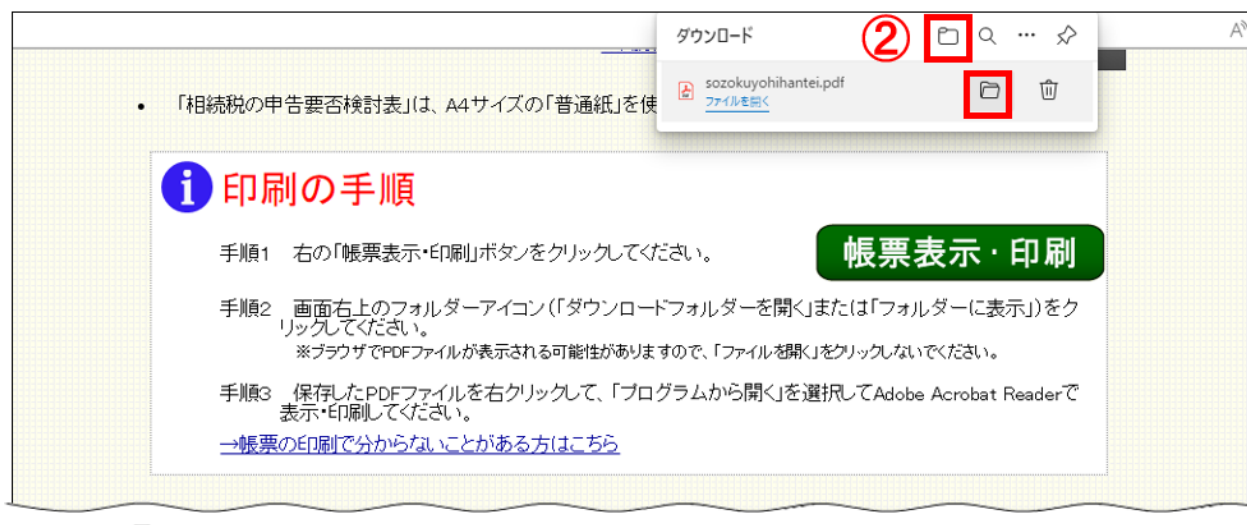 ダウンロード
②
A
sozokuyohihantei.pdf
ファイルを開く
• 「相続税の申告要否検討表」は、A4サイズの「普通紙」を使
i 印刷の手順
手順1 右の「帳票表示・印刷」ボタンをクリックしてください。
帳票表示・印刷
手順2 画面右上のフォルダーアイコン(「ダウンロードフォルダーを開く」または「フォルダーに表示」)をク
リックしてください。
※ブラウザでPDFファイルが表示される可能性がありますので、「ファイルを開く」をクリックしないでください。
手順3 保存したPDFファイルを右クリックして、「プログラムから開く」を選択してAdobe Acrobat Readerで
表示・印刷してください。
→帳票の印刷で分からないことがある方はこちら